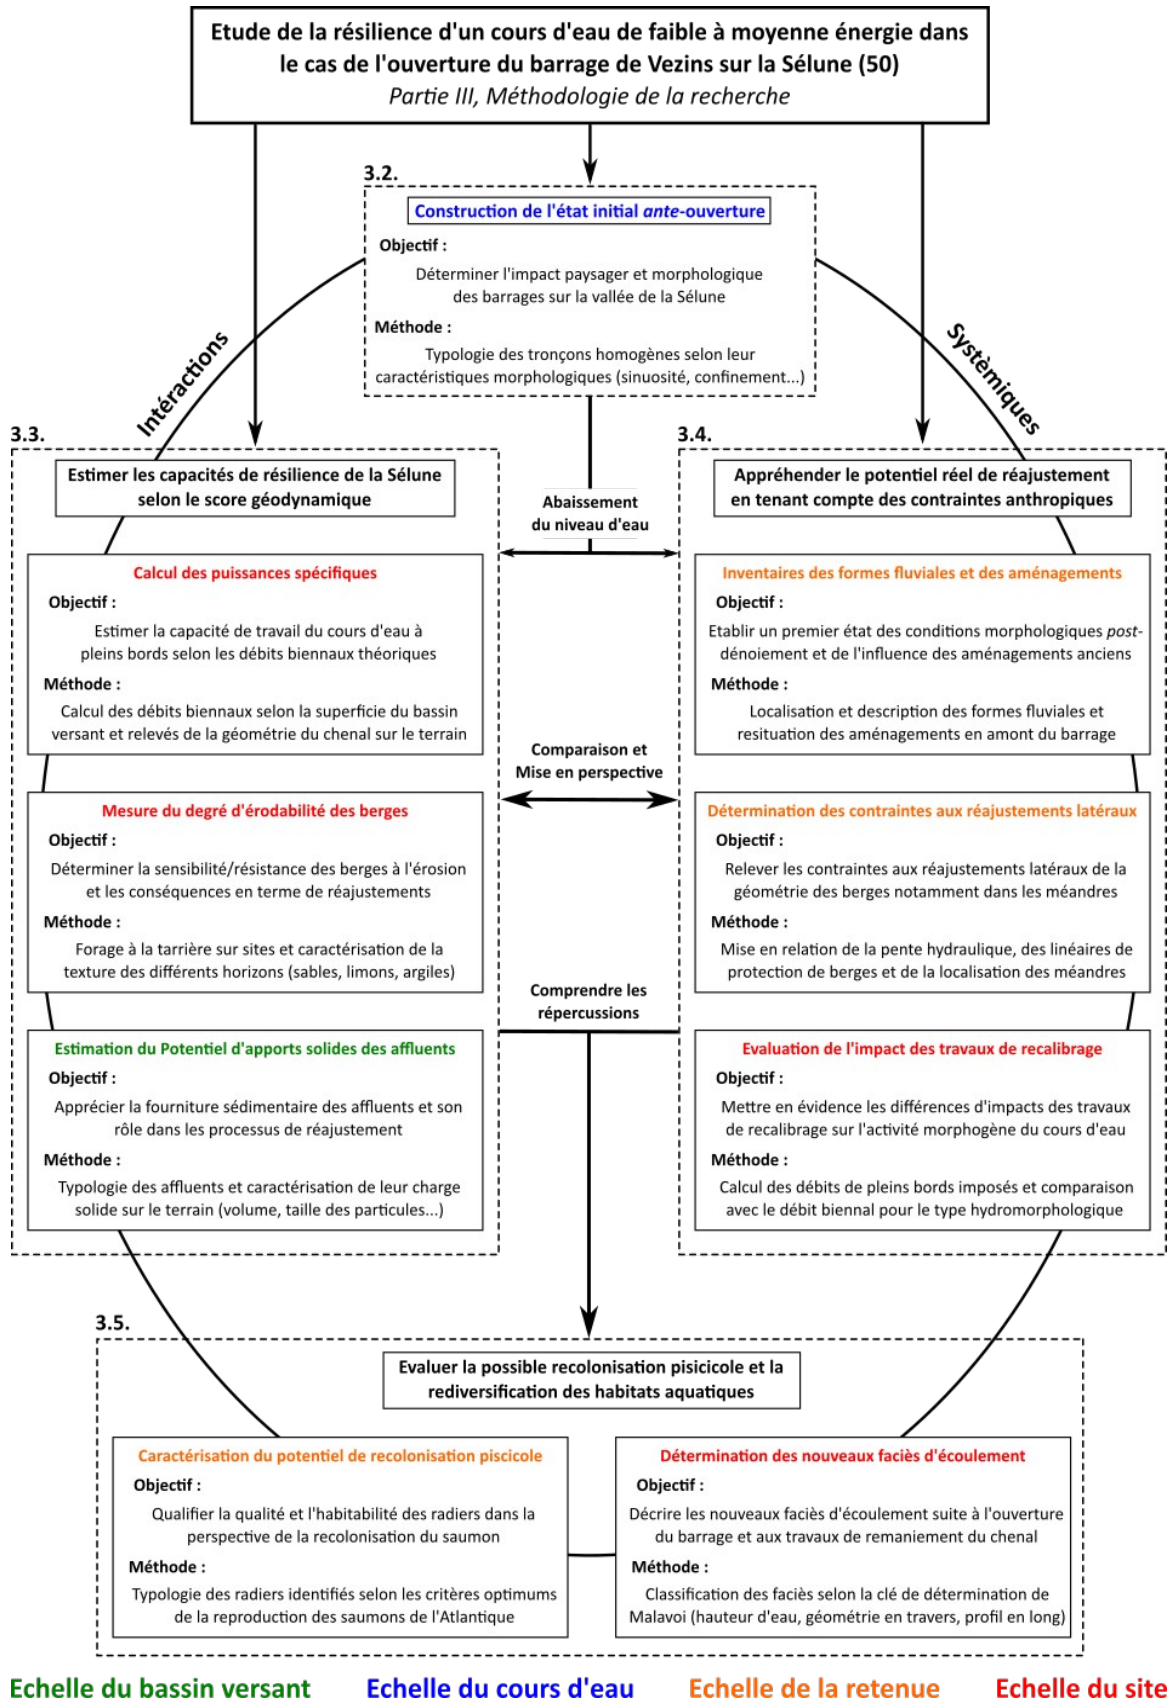 Etude de la résilience d'un cours d'eau de faible à moyenne énergie dans
le cas de l'ouverture du barrage de Vezins sur la Sélune (50)
Partie III, Méthodologie de la recherche
3.2.
Construction de l'état initial ante-ouverture
Objectif :
Déterminer l'impact paysager et morphologique
des barrages sur la vallée de la Sélune
Méthode :
Typologie des tronçons homogènes selon leur
caractéristiques morphologiques (sinuosité, confinement...)
Intéractions
Systèmiques
3.3.
Estimer les capacités de résilience de la Sélune
selon le score géodynamique
Calcul des puissances spécifiques
Objectif :
Estimer la capacité de travail du cours d'eau à
pleins bords selon les débits biennaux théoriques
Méthode :
Calcul des débits biennaux selon la superficie du bassin
versant et relevés de la géométrie du chenal sur le terrain
Mesure du degré d'érodabilité des berges
Objectif :
Déterminer la sensibilité/résistance des berges à l'érosion
et les conséquences en terme de réajustements
Méthode :
Forage à la tarrière sur sites et caractérisation de la
texture des différents horizons (sables, limons, argiles)
Estimation du Potentiel d'apports solides des affluents
Objectif :
Apprécier la fourniture sédimentaire des affluents et son
rôle dans les processus de réajustement
Méthode :
Typologie des affluents et caractérisation de leur charge
solide sur le terrain (volume, taille des particules...)
Abaissement
du niveau d'eau
Comparaison et
Mise en perspective
Comprendre les
répercussions
3.4.
Appréhender le potentiel réel de réajustement
en tenant compte des contraintes anthropiques
Inventaires des formes fluviales et des aménagements
Objectif :
Etablir un premier état des conditions morphologiques post-
dénoiement et de l'influence des aménagements anciens
Méthode :
Localisation et description des formes fluviales et
resituation des aménagements en amont du barrage
Détermination des contraintes aux réajustements latéraux
Objectif :
Relever les contraintes aux réajustements latéraux de la
géométrie des berges notamment dans les méandres
Méthode :
Mise en relation de la pente hydraulique, des linéaires de
protection de berges et de la localisation des méandres
Evaluation de l'impact des travaux de recalibrage
Objectif :
Mettre en évidence les différences d'impacts des travaux
de recalibrage sur l'activité morphogène du cours d'eau
Méthode :
Calcul des débits de pleins bords imposés et comparaison
avec le débit biennal pour le type hydromorphologique
3.5.
Evaluer la possible recolonisation pisicicole et la
rediversification des habitats aquatiques
Caractérisation du potentiel de recolonisation piscicole
Objectif :
Qualifier la qualité et l'habitabilité des radiers dans la
perspective de la recolonisation du saumon
Méthode :
Typologie des radiers identifiés selon les critères optimums
de la reproduction des saumons de l'Atlantique
Détermination des nouveaux faciès d'écoulement
Objectif :
Décrire les nouveaux faciès d'écoulement suite à l'ouverture
du barrage et aux travaux de remaniement du chenal
Méthode :
Classification des faciès selon la clé de détermination de
Malavoi (hauteur d'eau, géométrie en travers, profil en long)
Echelle du bassin versant
Echelle du cours d'eau
Echelle de la retenue
Echelle du site